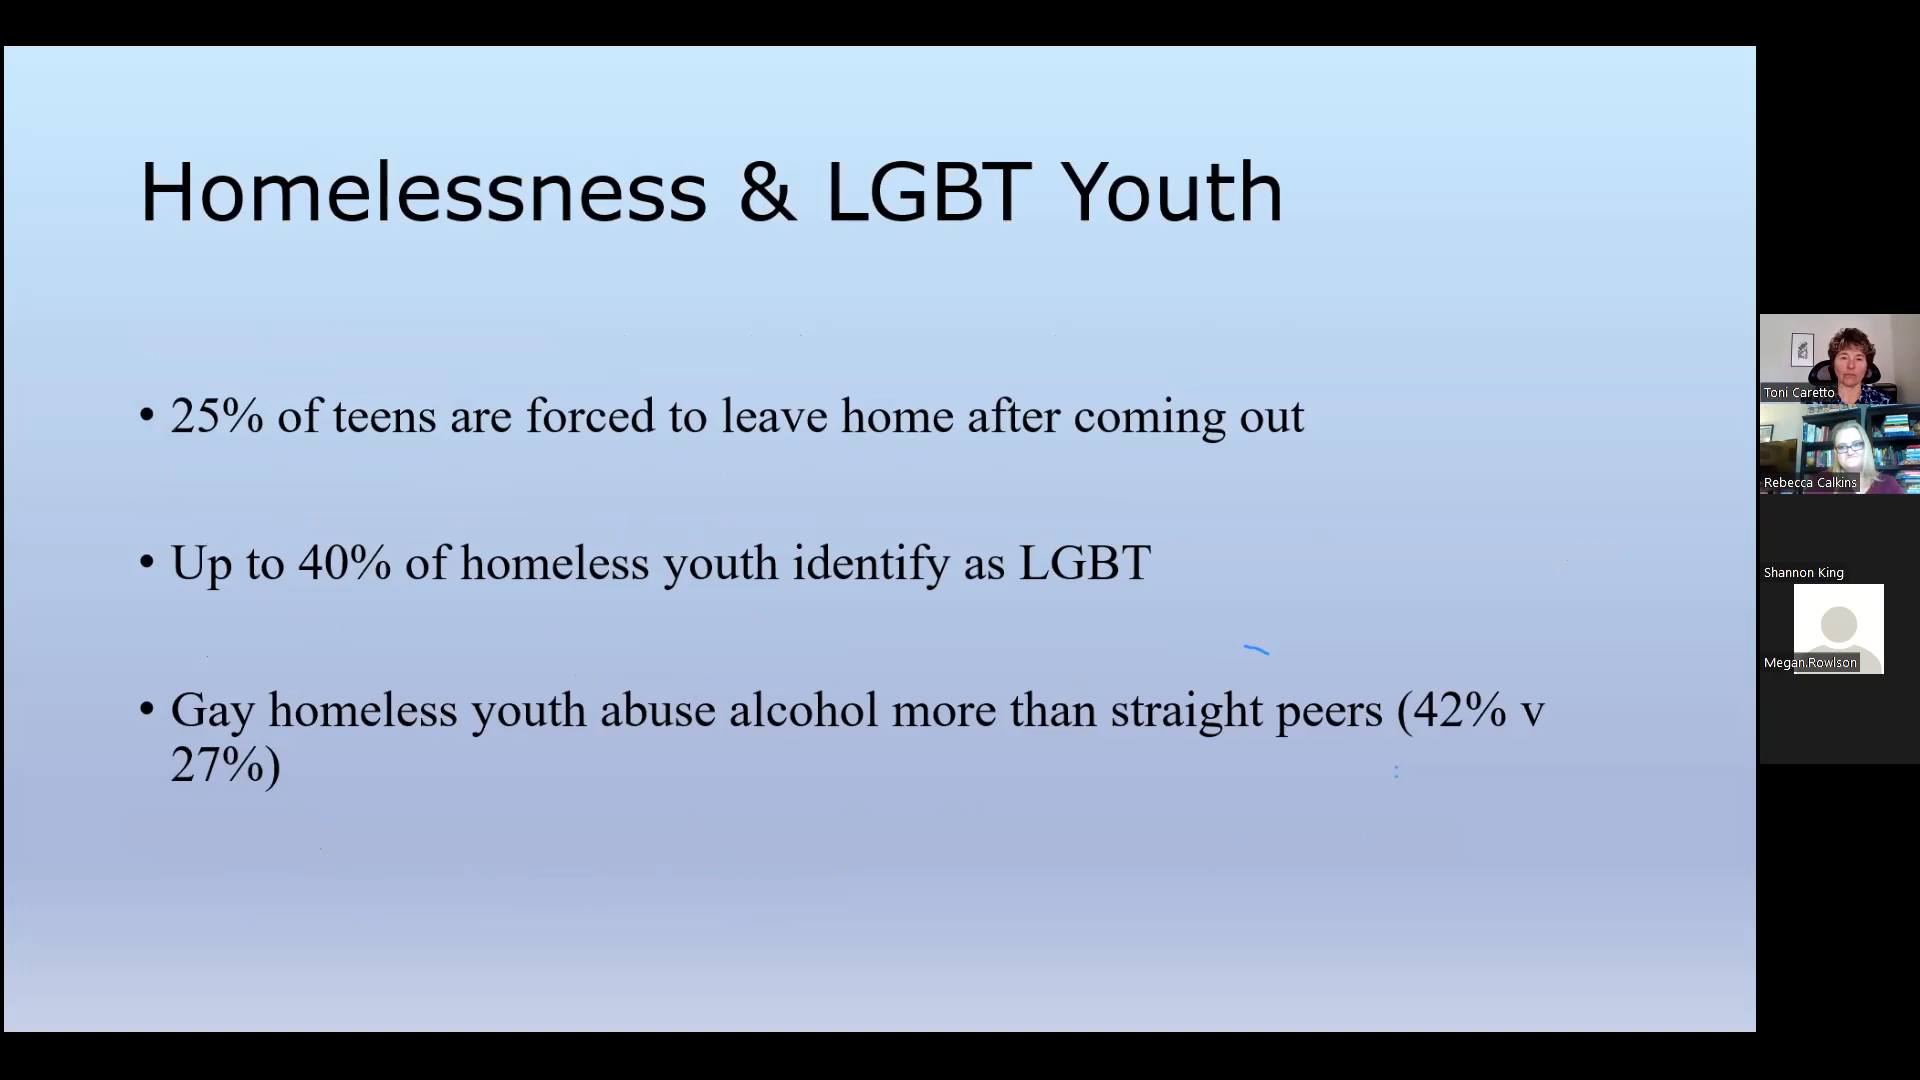 Homelessness & LGBT Youth
• 25% of teens are forced to leave home after coming out
• Up to 40% of homeless youth identify as LGBT
• Gay homeless youth abuse alcohol more than straight peers (42% v
27%)
Toni Caretto
Rebecca Calkins
Shannon King
Megan.Rowlson